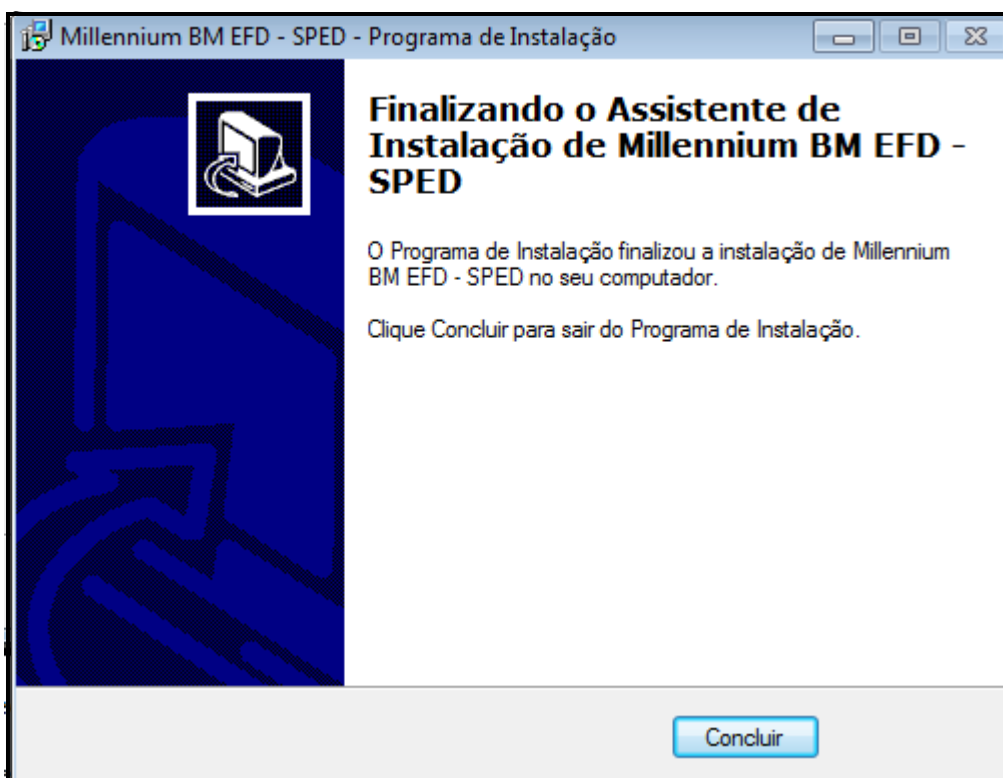 Millennium BM EFD - SPED - Programa de Instalação
Finalizando o Assistente de
Instalação de Millennium BM EFD -
SPED
O Programa de Instalação finalizou a instalação de Millennium
BM EFD - SPED no seu computador.
Clique Concluir para sair do Programa de Instalação.
Concluir